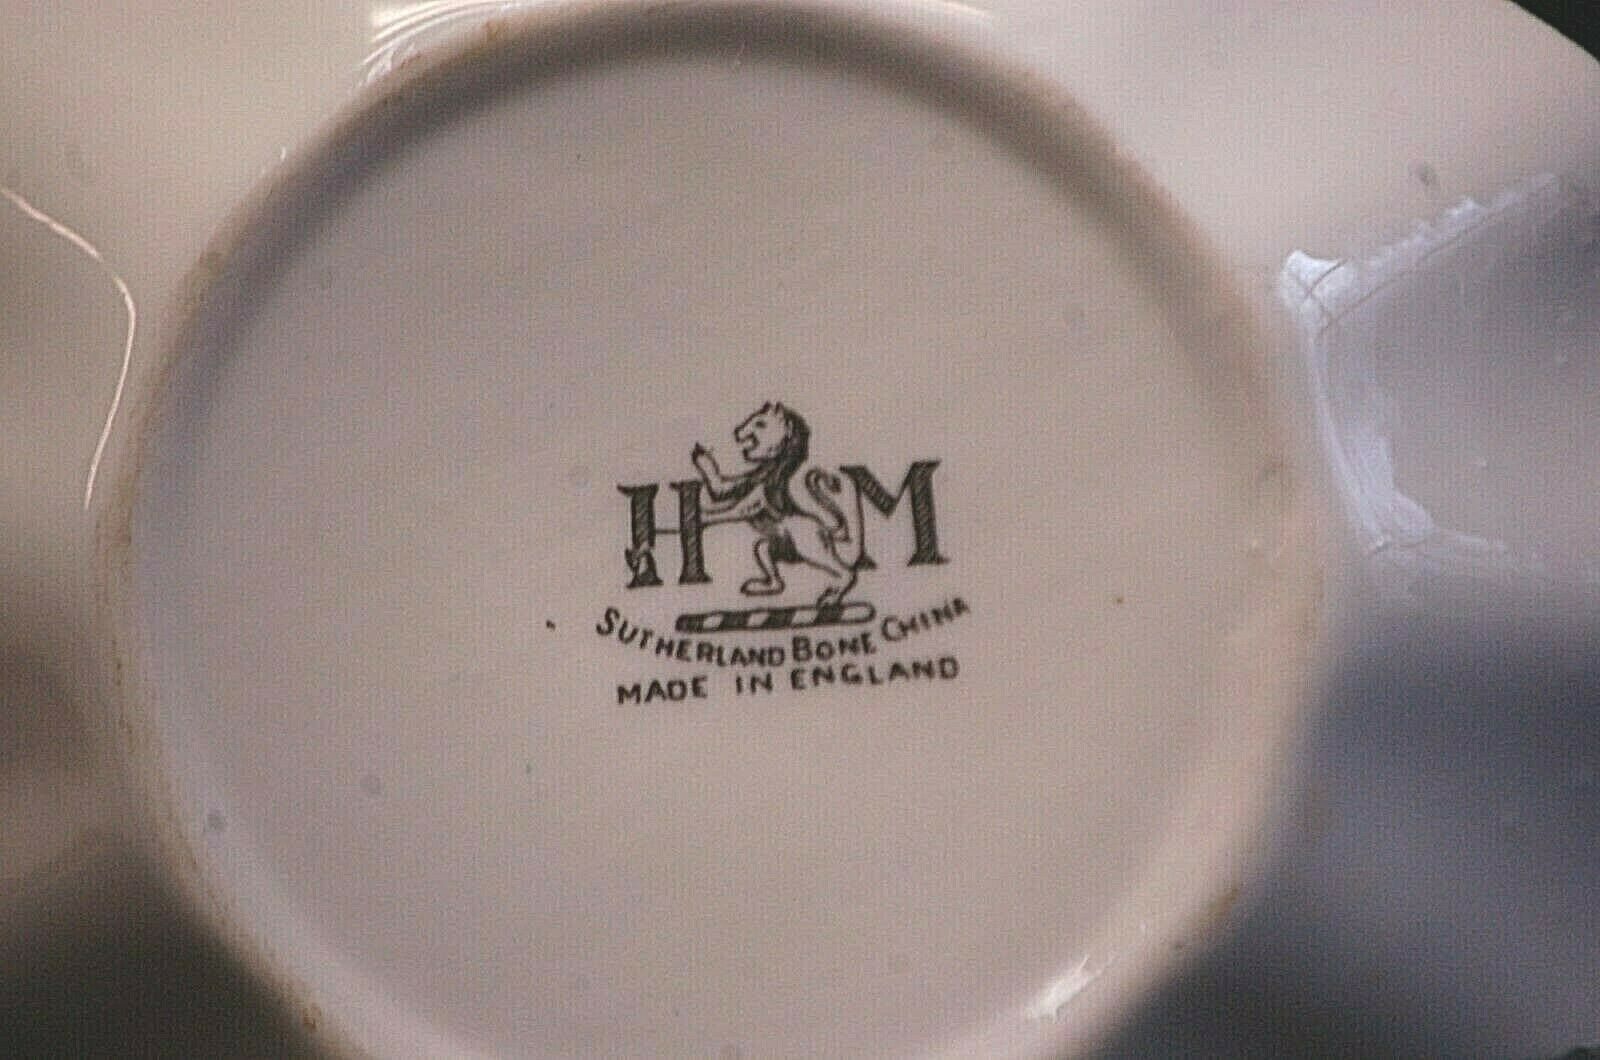 H M
SUTHERLAND BONE CHINA
MADE IN ENGLAND